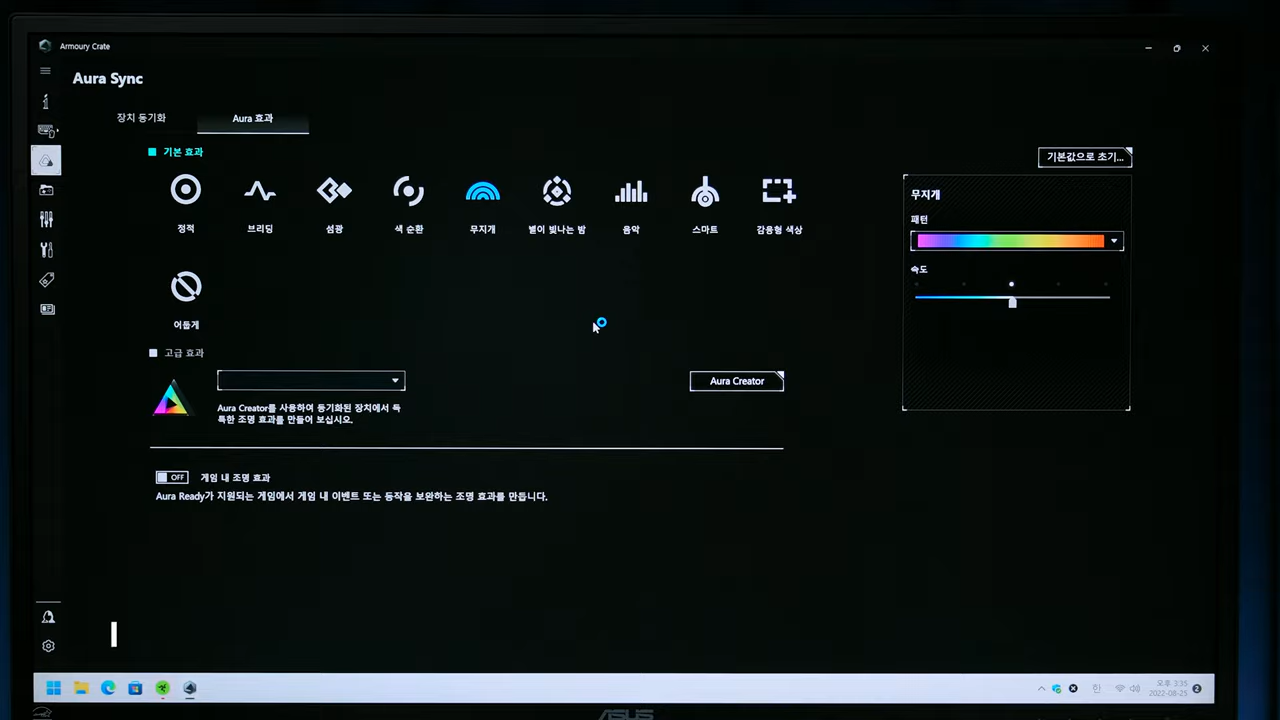 Armoury Crate
Aura Sync
장치 동기화
Aura 효과
기본 효과
기본값으로 초기...
정적
브리딩
섬광
색 순환
무지개
별이 빛나는 밤
음악
스마트
감응형 색상
어둡게
무지개
패턴
속도
고급 효과
Aura Creator
Aura Creator를 사용하여 동기화된 장치에서 독
특한 조명 효과를 만들어 보십시오.
OFF
게임 내 조명 효과
Aura Ready가 지원되는 게임에서 게임 내 이벤트 또는 동작을 보완하는 조명 효과를 만듭니다.
한
오후 3:35
2022-08-25
2
ASUS